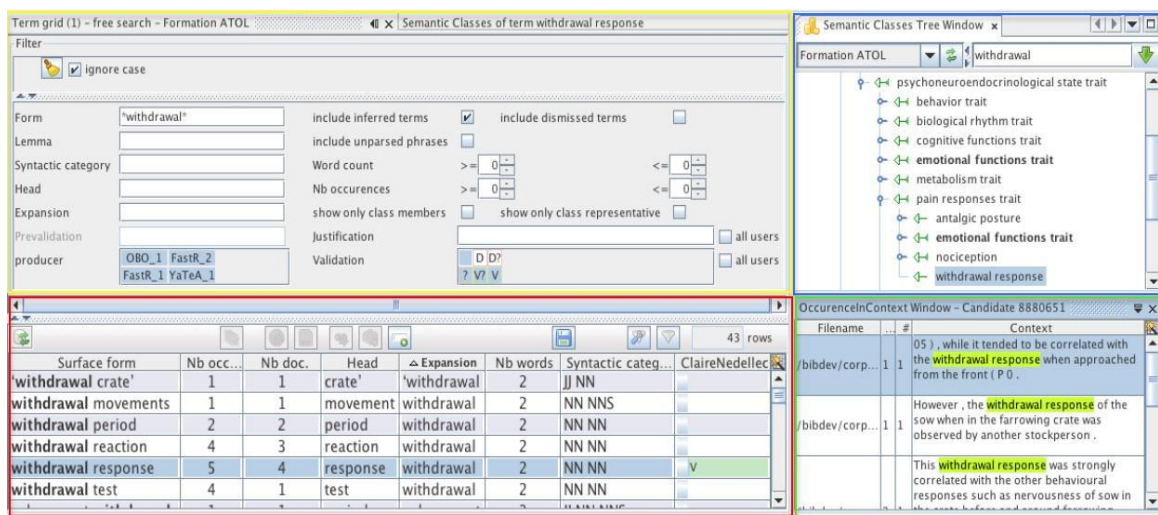 Term grid (1) – free search – Formation ATOL
Semantic Classes of term withdrawal response
Filter
ignore case
Form *withdrawal* include inferred terms include dismissed terms
Lemma include unparsed phrases
Syntactic category Word count >= 0 <= 0
Head Nb occurences >= 0 <= 0
Expansion show only class members show only class representative
Prevalidation Justification all users
producer OBO_1 FastR_2 Validation D D? all users
FastR_1 YaTeA_1 ? V? V
43 rows
Surface form Nb occ... Nb doc. Head Expansion Nb words Syntactic categ... ClaireNedellec
'withdrawal crate' 1 1 crate' 'withdrawal 2 JJ NN
withdrawal movements 1 1 movement withdrawal 2 NN NNS
withdrawal period 2 2 period withdrawal 2 NN NN
withdrawal reaction 4 3 reaction withdrawal 2 NN NN
withdrawal response 5 4 response withdrawal 2 NN NN V
withdrawal test 4 1 test withdrawal 2 NN NN
Semantic Classes Tree Window
Formation ATOL withdrawal
psychoneuroendocrinological state trait
behavior trait
biological rhythm trait
cognitive functions trait
emotional functions trait
metabolism trait
pain responses trait
antalgic posture
emotional functions trait
nociception
withdrawal response
OccurenceInContext Window – Candidate 8880651
Filename ... # Context
05 ) , while it tended to be correlated with
/bibdev/corp... 1 1 the withdrawal response when approached
from the front ( P 0 .
However , the withdrawal response of the
/bibdev/corp... 1 1 sow when in the farrowing crate was
observed by another stockperson .
This withdrawal response was strongly
correlated with the other behavioural
responses such as nervousness of sow in